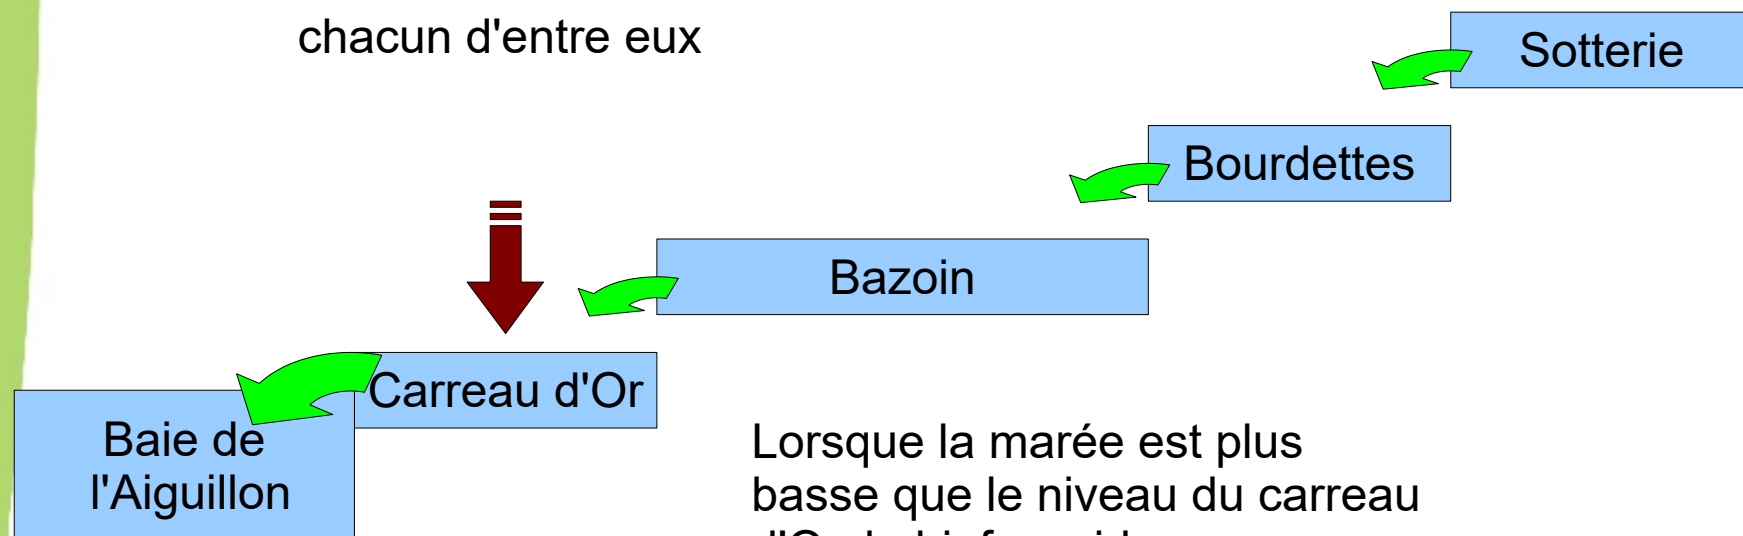 chacun d'entre eux
Sotterie
Bourdettes
Bazoin
Carreau d'Or
Baie de
l'Aiguillon
Lorsque la marée est plus
basse que le niveau du carreau